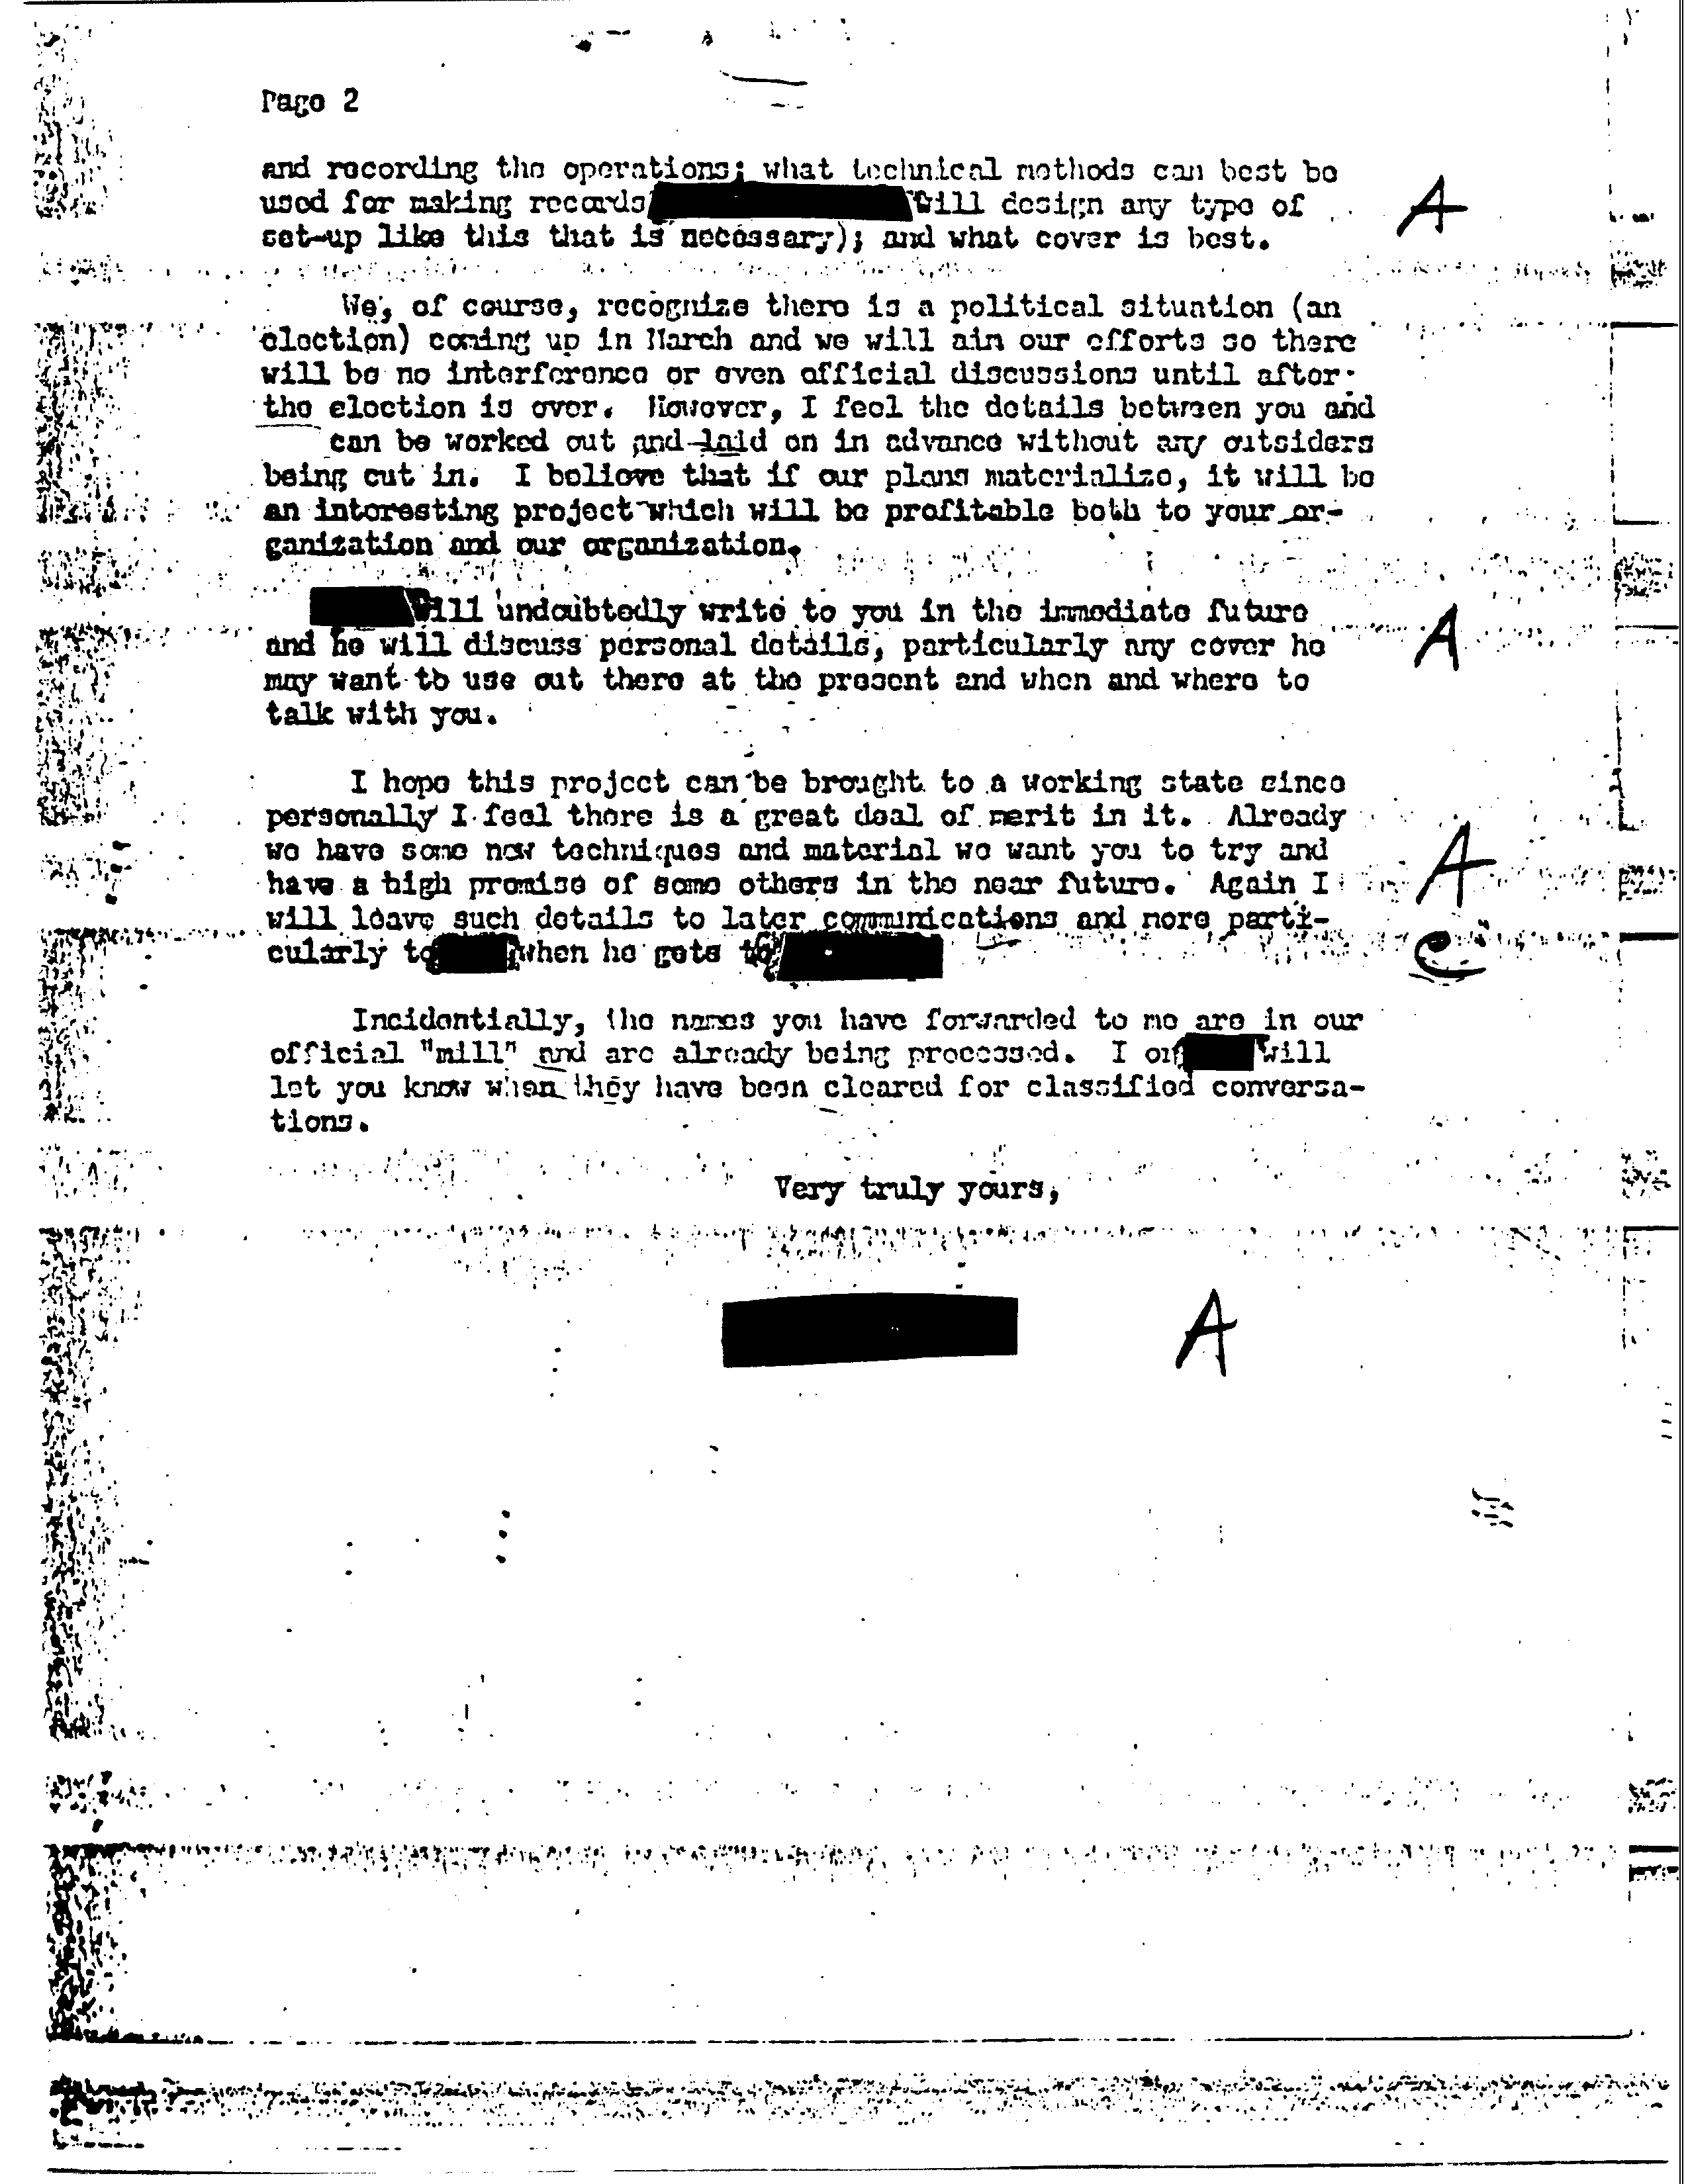 Page 2
and recording the operations; what technical methods can best be
used for making records will design any type of
A
set-up like this that is necessary); and what cover is best.
We, of course, recognize there is a political situation (an
election) coming up in March and we will aim our efforts so there
will be no interference or even official discussions until after
the election is over. However, I feel the details between you and
can be worked out and laid on in advance without any outsiders
being cut in. I believe that if our plans materialize, it will be
an interesting project which will be profitable both to your or-
ganization and our organization.
will undoubtedly write to you in the immediate future
A
and he will discuss personal details, particularly any cover he
may want to use out there at the present and when and where to
talk with you.
I hope this project can be brought to a working state since
personally I feel there is a great deal of merit in it. Already
we have some new techniques and material we want you to try and
have a high promise of some others in the near future. Again I
A
will leave such details to later communications and more parti-
cularly to when he gets to
C
Incidentially, the names you have forwarded to me are in our
official "mill" and are already being processed. I or will
let you know when they have been cleared for classified conversa-
tions.
Very truly yours,
A